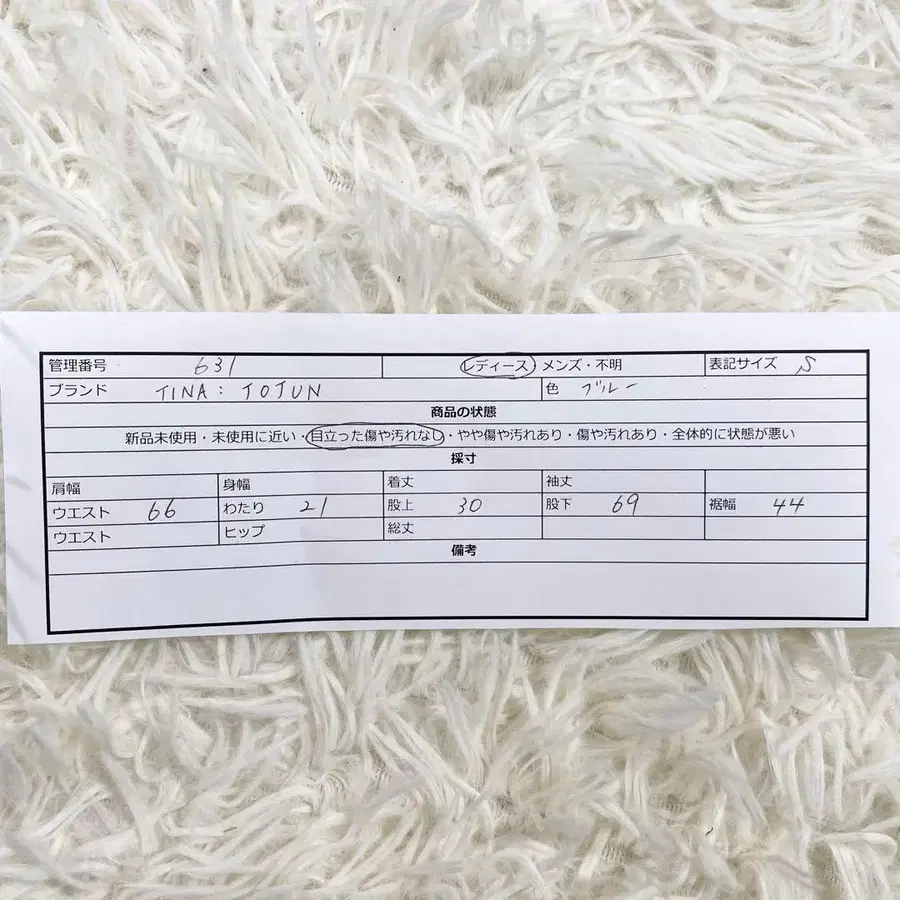 管理番号 631 レディース メンズ・不明 表記サイズ S
ブランド TINA: JOJUN 色 ブルー
商品の状態
新品未使用・未使用に近い・目立った傷や汚れなし・やや傷や汚れあり・傷や汚れあり・全体的に状態が悪い
採寸
肩幅 身幅 着丈 袖丈
ウエスト 66 わたり 21 股上 30 股下 69 裾幅 44
ウエスト ヒップ 総丈
備考